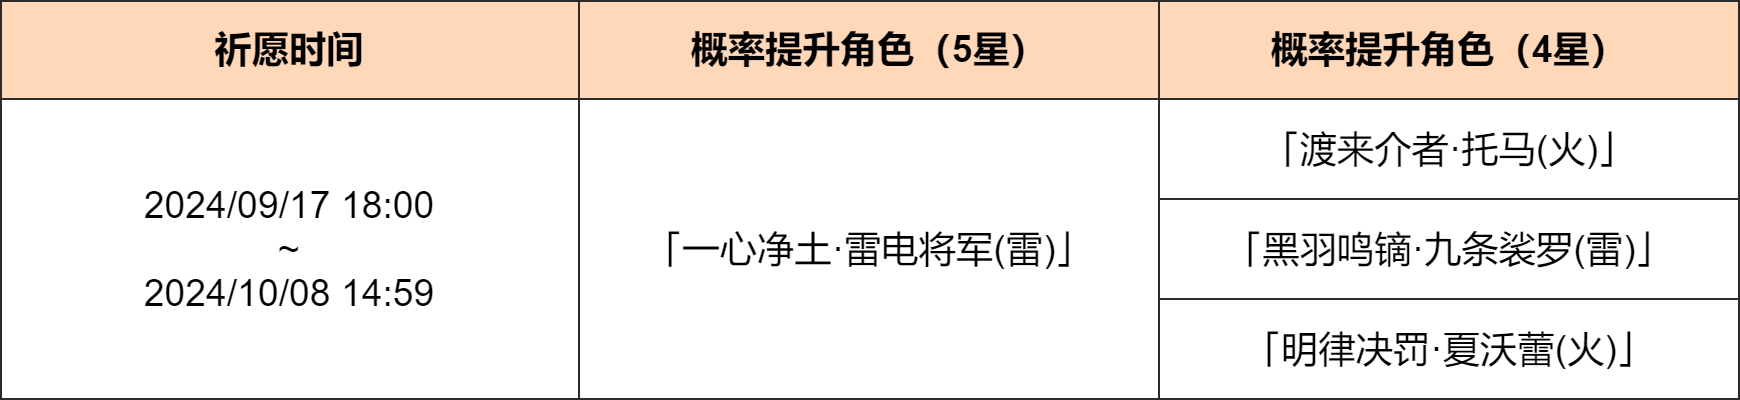 祈愿时间
概率提升角色（5星）
概率提升角色（4星）
2024/09/17 18:00
~
2024/10/08 14:59
「一心净土·雷电将军(雷)」
「渡来介者·托马(火)」
「黑羽鸣镝·九条裟罗(雷)」
「明律决罚·夏沃蕾(火)」